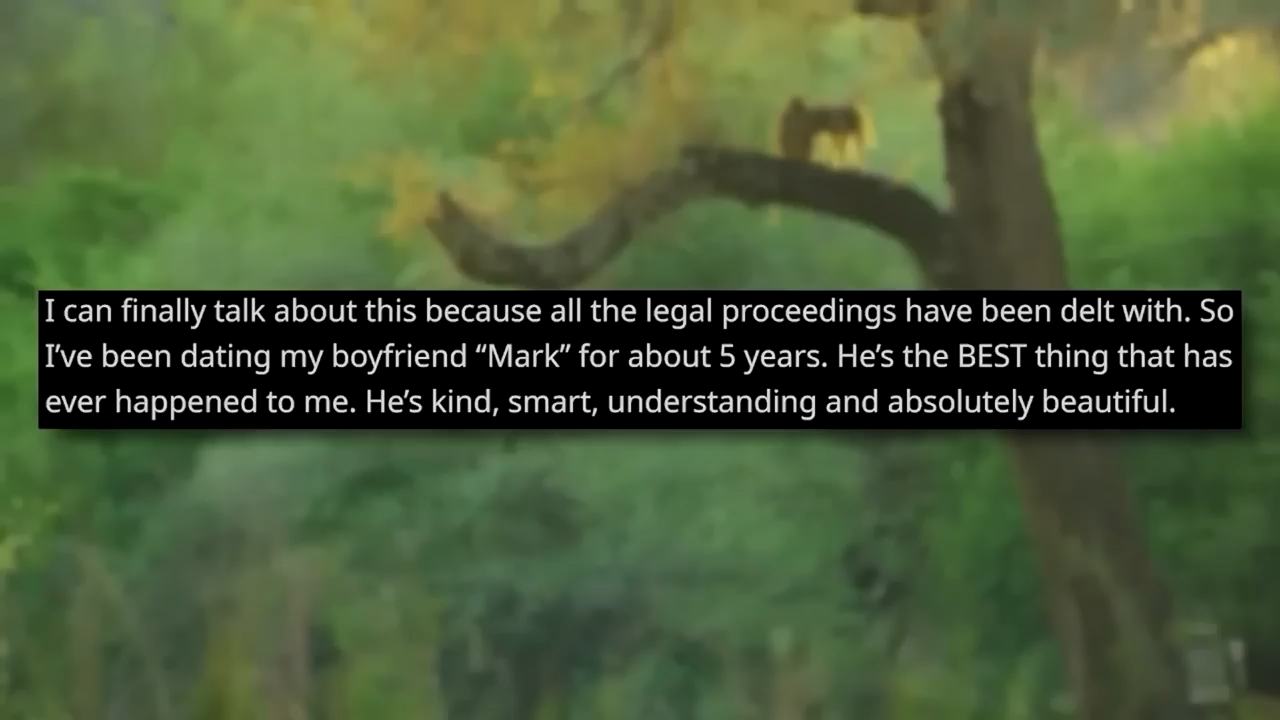 I can finally talk about this because all the legal proceedings have been delt with. So
I’ve been dating my boyfriend “Mark” for about 5 years. He’s the BEST thing that has
ever happened to me. He’s kind, smart, understanding and absolutely beautiful.